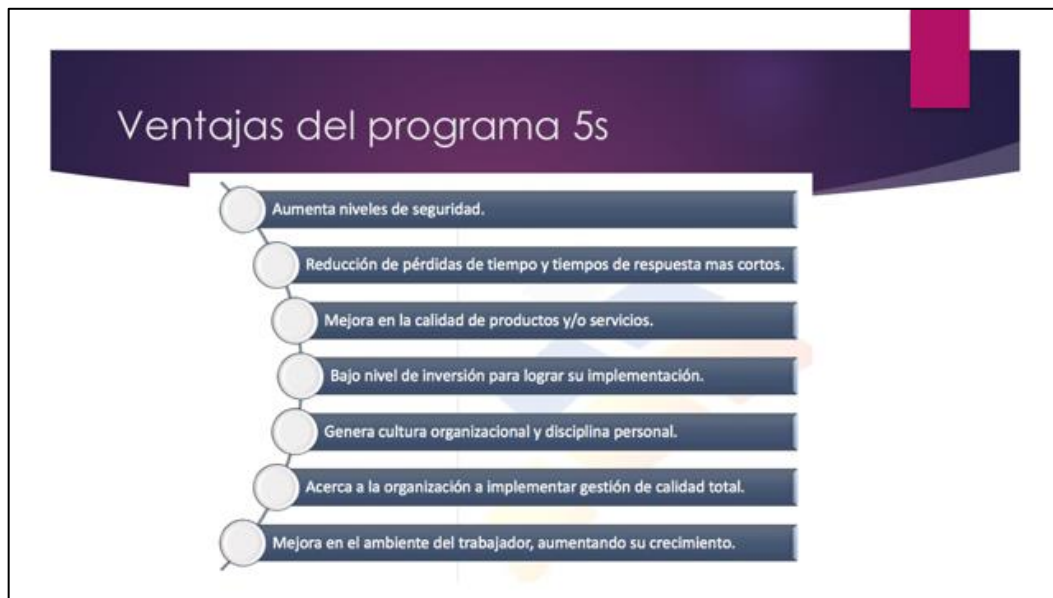 Ventajas del programa 5s
Aumenta niveles de seguridad.
Reducción de pérdidas de tiempo y tiempos de respuesta mas cortos.
Mejora en la calidad de productos y/o servicios.
Bajo nivel de inversión para lograr su implementación.
Genera cultura organizacional y disciplina personal.
Acerca a la organización a implementar gestión de calidad total.
Mejora en el ambiente del trabajador, aumentando su crecimiento.